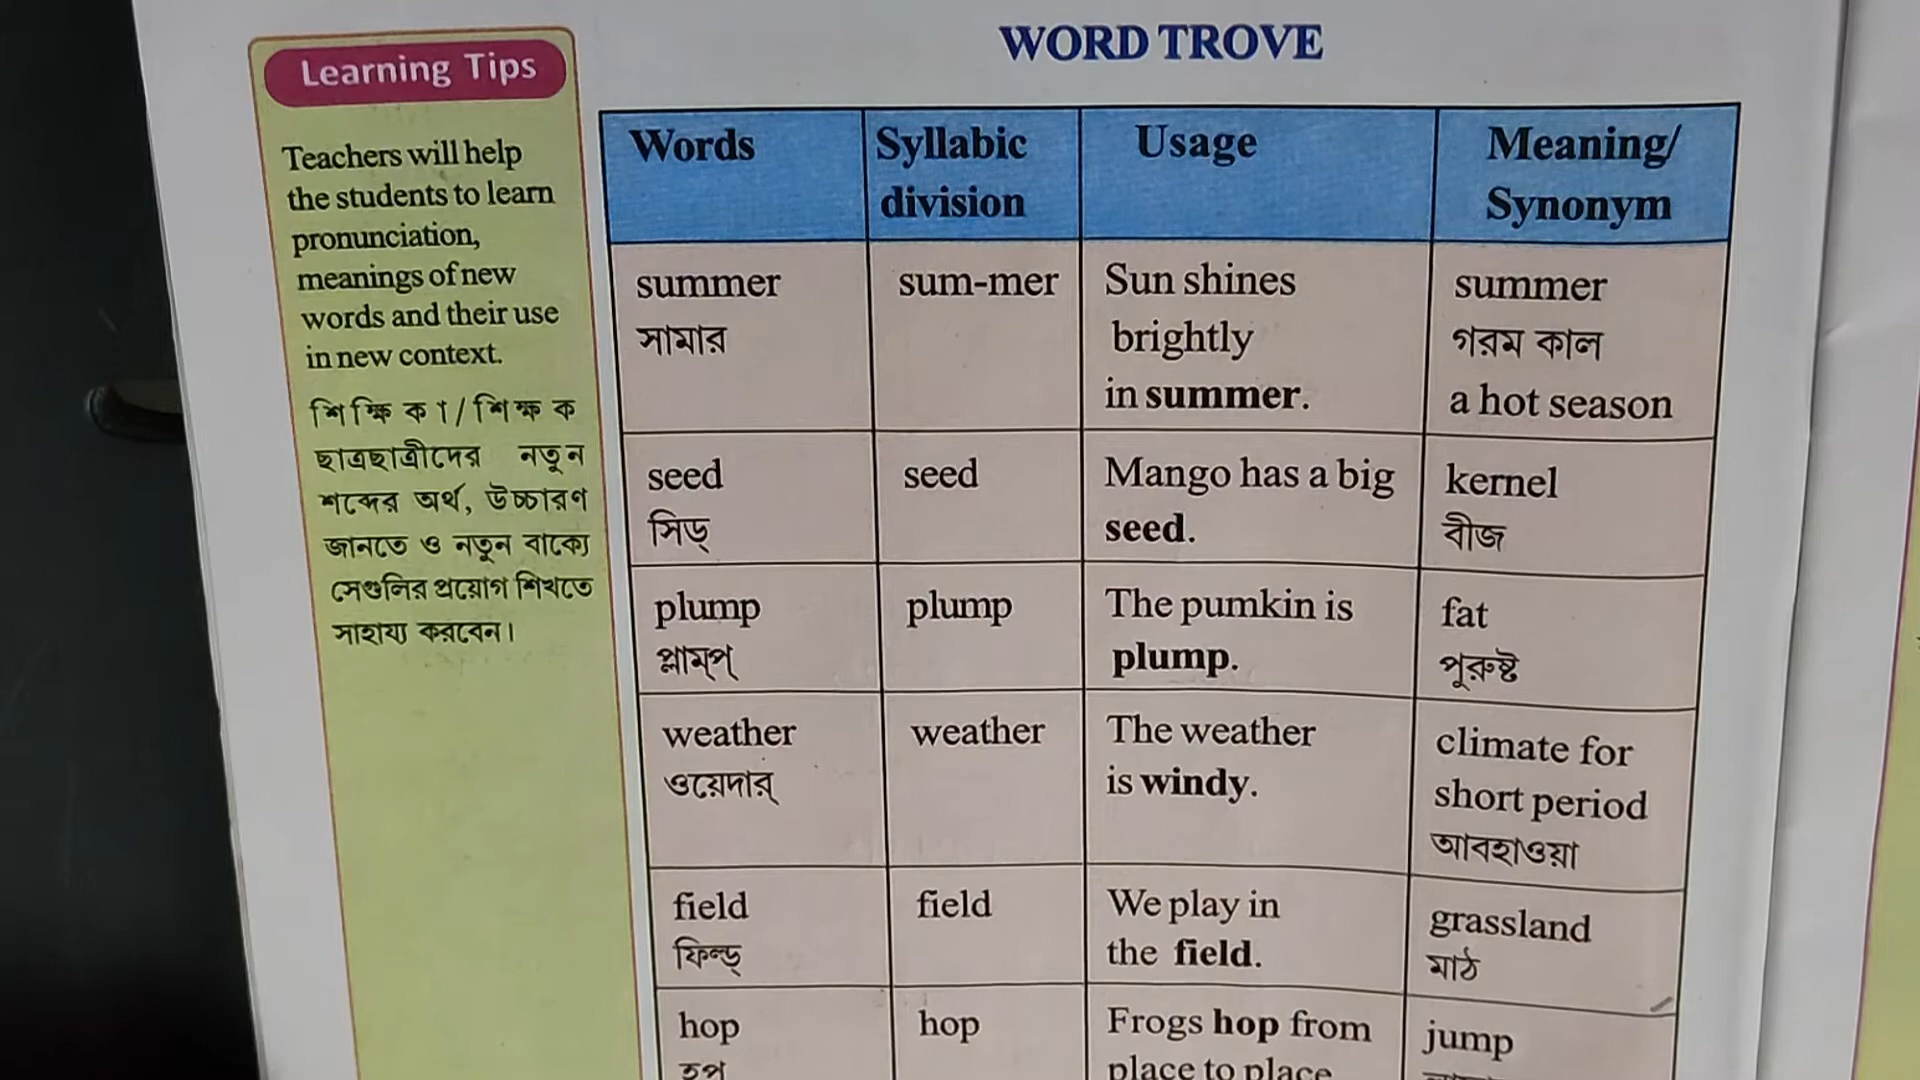 Learning Tips
Teachers will help
the students to learn
pronunciation,
meanings of new
words and their use
in new context.
শিক্ষিকা/শিক্ষক
ছাত্রছাত্রীদের নতুন
শব্দের অর্থ, উচ্চারণ
জানতে ও নতুন বাক্যে
সেগুলির প্রয়োগ শিখতে
সাহায্য করবেন।
WORD TROVE
Words
Syllabic
division
Usage
Meaning/
Synonym
summer
সামার
sum-mer
Sun shines
brightly
in summer.
summer
গরম কাল
a hot season
seed
সিড্
seed
Mango has a big
seed.
kernel
বীজ
plump
প্লাম্প্
plump
The pumkin is
plump.
fat
পুরুষ্ট
weather
ওয়েদার্
weather
The weather
is windy.
climate for
short period
আবহাওয়া
field
ফিল্ড্
field
We play in
the field.
grassland
মাঠ
hop
হপ
hop
Frogs hop from
place to place
jump